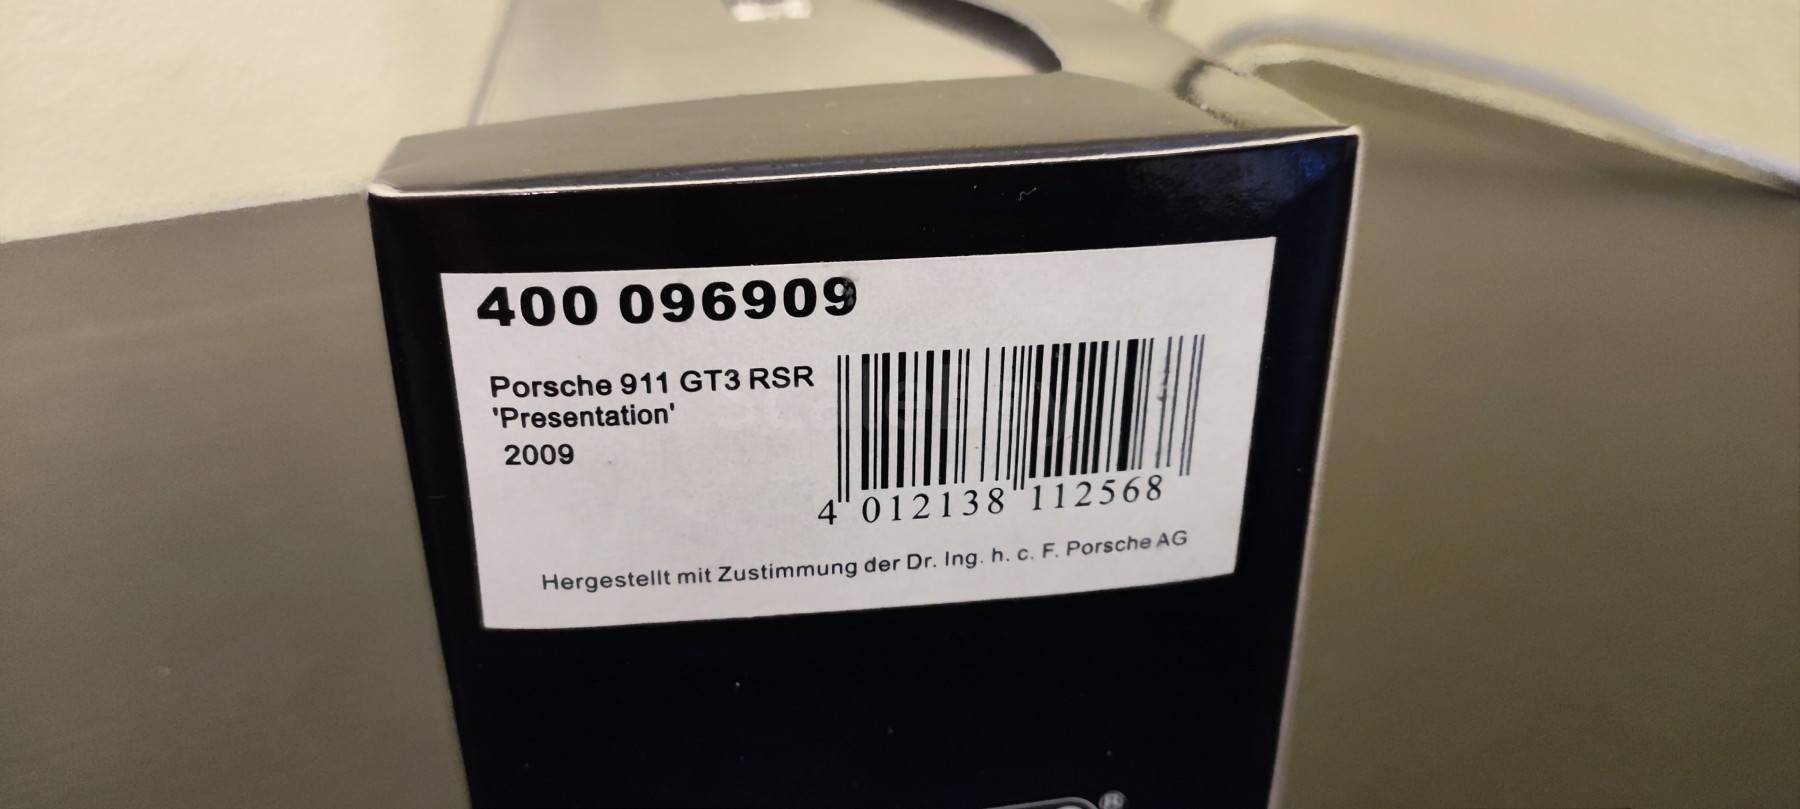 400 096909
Porsche 911 GT3 RSR
'Presentation'
2009
4 012138 112568
Hergestellt mit Zustimmung der Dr. Ing. h. c. F. Porsche AG
®